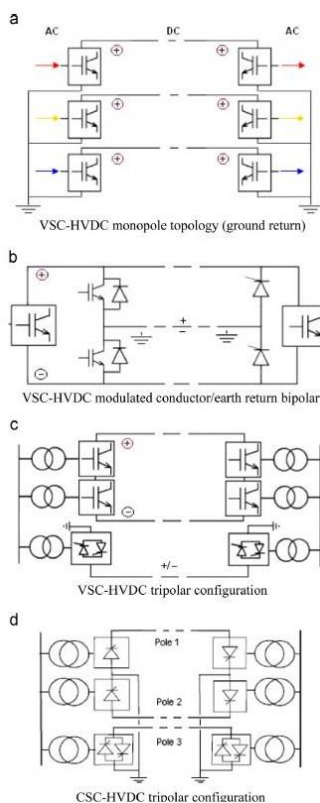 a
AC DC AC
+ +
+ +
+ +
VSC-HVDC monopole topology (ground return)
b
+
+
−
−
VSC-HVDC modulated conductor/earth return bipolar
c
+
−
+/−
VSC-HVDC tripolar configuration
d
Pole 1
Pole 2
Pole 3
CSC-HVDC tripolar configuration